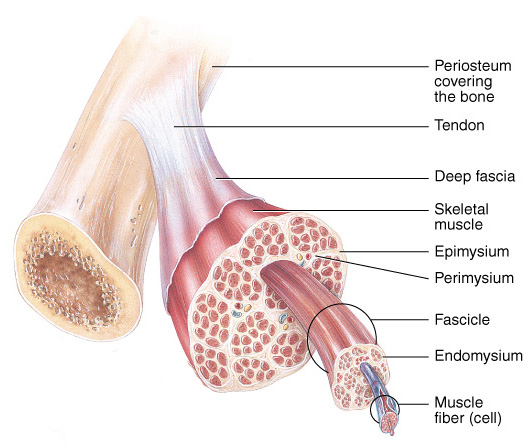 Periosteum
covering
the bone
Tendon
Deep fascia
Skeletal
muscle
Epimysium
Perimysium
Fascicle
Endomysium
Muscle
fiber (cell)